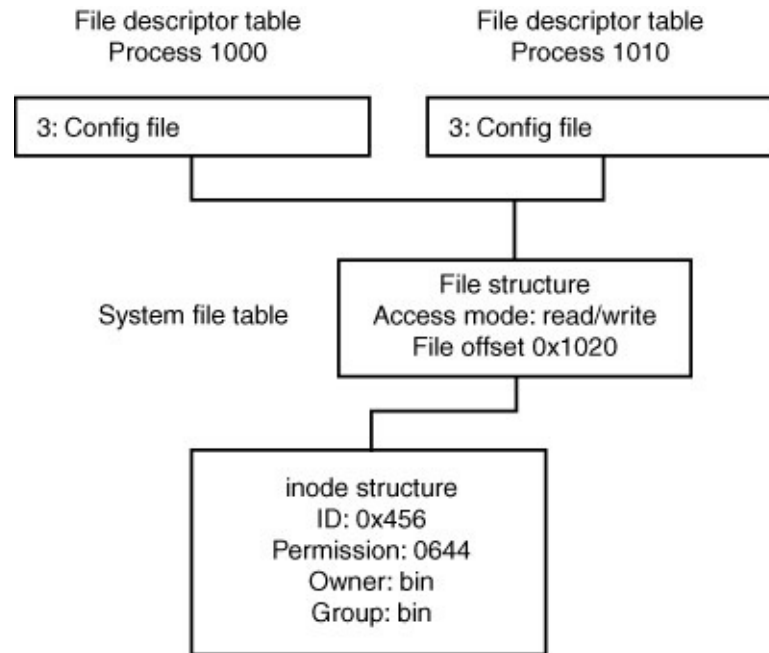 File descriptor table
Process 1000
File descriptor table
Process 1010
3: Config file
3: Config file
System file table
File structure
Access mode: read/write
File offset 0x1020
inode structure
ID: 0x456
Permission: 0644
Owner: bin
Group: bin